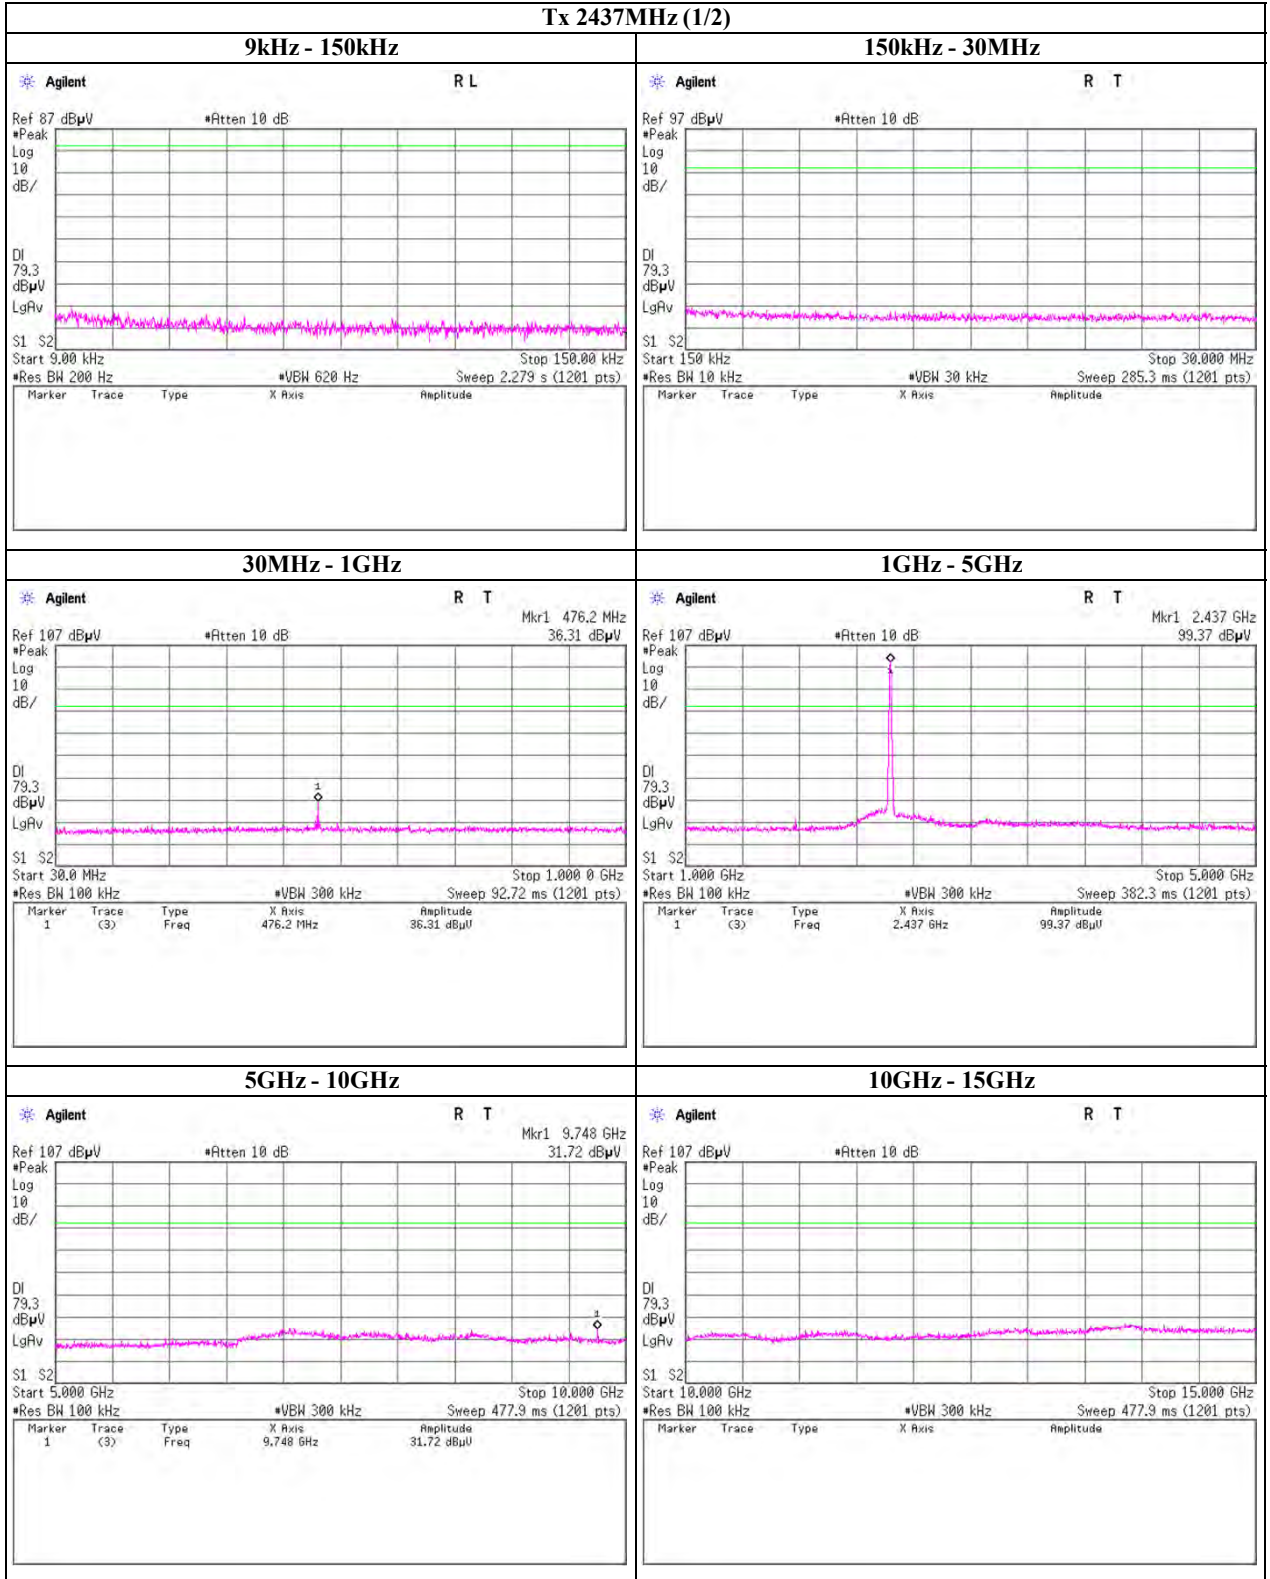 Tx 2437MHz (1/2)
9kHz - 150kHz
Agilent R L
Ref 87 dBµV #Atten 10 dB
#Peak
Log
10
dB/
DI
79.3
dBµV
LgAv
S1 S2
Start 9.00 kHz Stop 150.00 kHz
#Res BW 200 Hz #VBW 620 Hz Sweep 2.279 s (1201 pts)
Marker Trace Type X Axis Amplitude
150kHz - 30MHz
Agilent R T
Ref 97 dBµV #Atten 10 dB
#Peak
Log
10
dB/
DI
79.3
dBµV
LgAv
S1 S2
Start 150 kHz Stop 30.000 MHz
#Res BW 10 kHz #VBW 30 kHz Sweep 285.3 ms (1201 pts)
Marker Trace Type X Axis Amplitude
30MHz - 1GHz
Agilent R T
Mkr1 476.2 MHz
Ref 107 dBµV #Atten 10 dB 36.31 dBµV
#Peak
Log
10
dB/
1
DI
79.3
dBµV
LgAv
S1 S2
Start 30.0 MHz Stop 1.000 0 GHz
#Res BW 100 kHz #VBW 300 kHz Sweep 92.72 ms (1201 pts)
Marker Trace Type X Axis Amplitude
1 (3) Freq 476.2 MHz 36.31 dBµV
1GHz - 5GHz
Agilent R T
Mkr1 2.437 GHz
Ref 107 dBµV #Atten 10 dB 99.37 dBµV
#Peak
Log
10
dB/
1
DI
79.3
dBµV
LgAv
S1 S2
Start 1.000 GHz Stop 5.000 GHz
#Res BW 100 kHz #VBW 300 kHz Sweep 382.3 ms (1201 pts)
Marker Trace Type X Axis Amplitude
1 (3) Freq 2.437 GHz 99.37 dBµV
5GHz - 10GHz
Agilent R T
Mkr1 9.748 GHz
Ref 107 dBµV #Atten 10 dB 31.72 dBµV
#Peak
Log
10
dB/
1
DI
79.3
dBµV
LgAv
S1 S2
Start 5.000 GHz Stop 10.000 GHz
#Res BW 100 kHz #VBW 300 kHz Sweep 477.9 ms (1201 pts)
Marker Trace Type X Axis Amplitude
1 (3) Freq 9.748 GHz 31.72 dBµV
10GHz - 15GHz
Agilent R T
Ref 107 dBµV #Atten 10 dB
#Peak
Log
10
dB/
DI
79.3
dBµV
LgAv
S1 S2
Start 10.000 GHz Stop 15.000 GHz
#Res BW 100 kHz #VBW 300 kHz Sweep 477.9 ms (1201 pts)
Marker Trace Type X Axis Amplitude